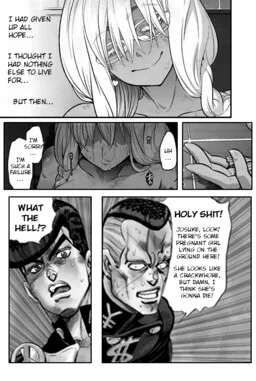 I HAD GIVEN
UP ALL
HOPE...
I THOUGHT I
HAD NOTHING
ELSE TO LIVE
FOR...
BUT THEN...
I'M
SORRY
...
I'M
SUCH A
FAILURE
...
UH
...
WHAT
THE
HELL!?
HOLY SHIT!
JOSUKE, LOOK!
THERE'S SOME
PREGNANT GIRL
LYING ON THE
GROUND HERE!
SHE LOOKS LIKE
A CRACKWHORE,
BUT DAMN, I
THINK SHE'S
GONNA DIE!